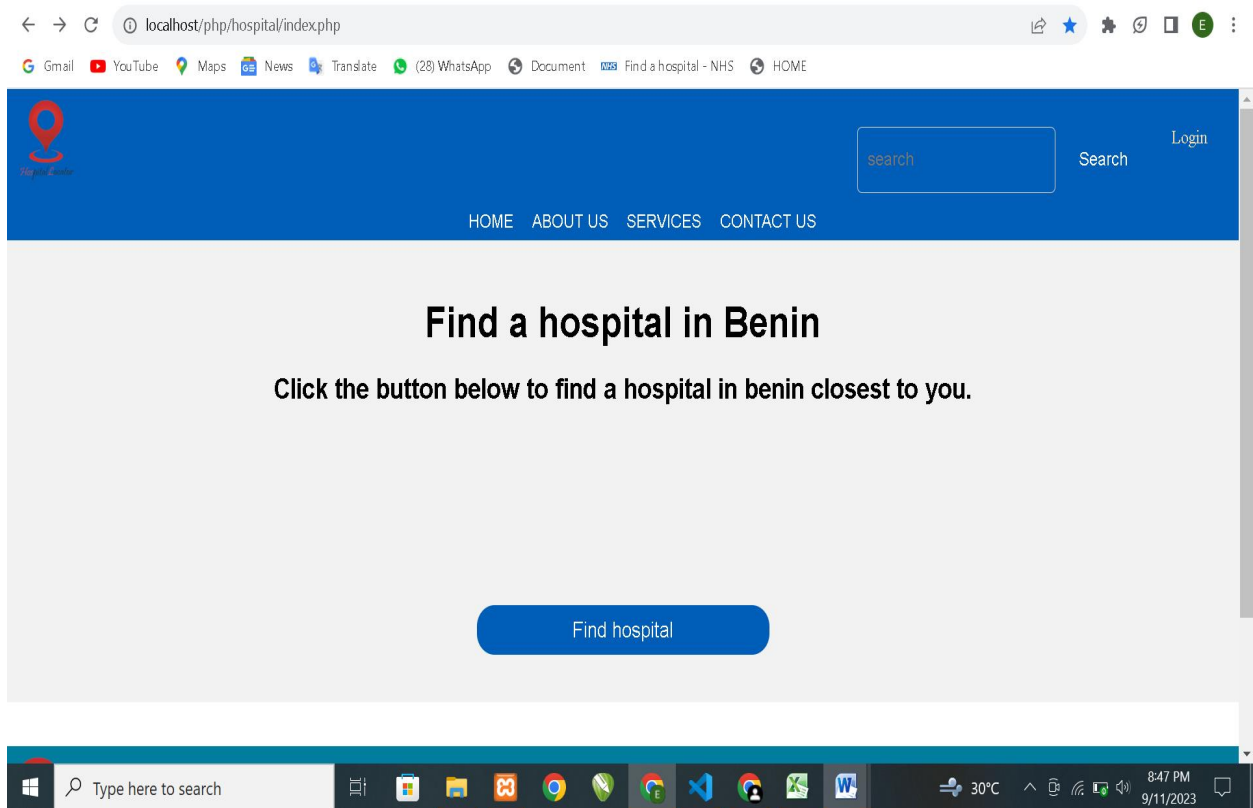 localhost/php/hospital/index.php
E
Gmail YouTube Maps News Translate (28) WhatsApp Document NHS Find a hospital - NHS HOME
Login
search Search
HOME ABOUT US SERVICES CONTACT US
Find a hospital in Benin
Click the button below to find a hospital in benin closest to you.
Find hospital
Type here to search
30°C
8:47 PM
9/11/2023